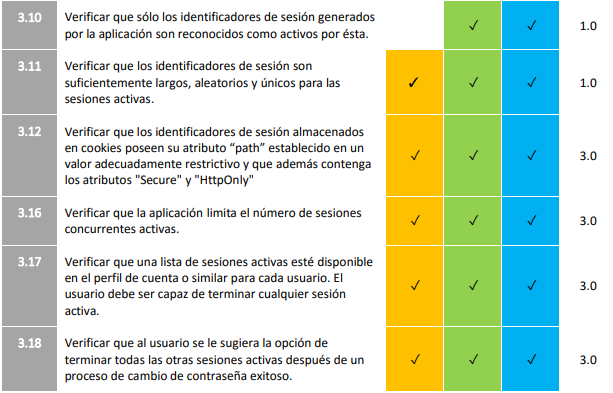 3.10 Verificar que sólo los identificadores de sesión generados
por la aplicación son reconocidos como activos por ésta. ✓ ✓ 1.0
3.11 Verificar que los identificadores de sesión son
suficientemente largos, aleatorios y únicos para las
sesiones activas. ✓ ✓ ✓ 1.0
3.12 Verificar que los identificadores de sesión almacenados
en cookies poseen su atributo “path” establecido en un
valor adecuadamente restrictivo y que además contenga
los atributos "Secure" y "HttpOnly" ✓ ✓ ✓ 3.0
3.16 Verificar que la aplicación limita el número de sesiones
concurrentes activas. ✓ ✓ ✓ 3.0
3.17 Verificar que una lista de sesiones activas esté disponible
en el perfil de cuenta o similar para cada usuario. El
usuario debe ser capaz de terminar cualquier sesión
activa. ✓ ✓ ✓ 3.0
3.18 Verificar que al usuario se le sugiera la opción de
terminar todas las otras sesiones activas después de un
proceso de cambio de contraseña exitoso. ✓ ✓ ✓ 3.0